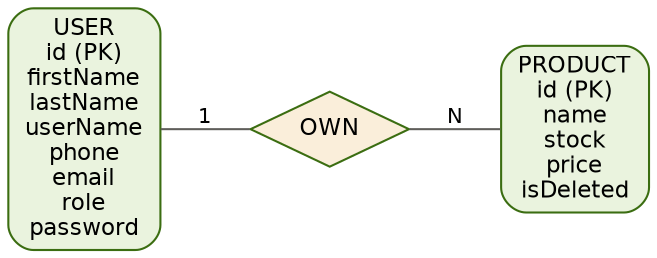 USER
id (PK)
firstName
lastName
userName
phone
email
role
password
1
OWN
N
PRODUCT
id (PK)
name
stock
price
isDeleted